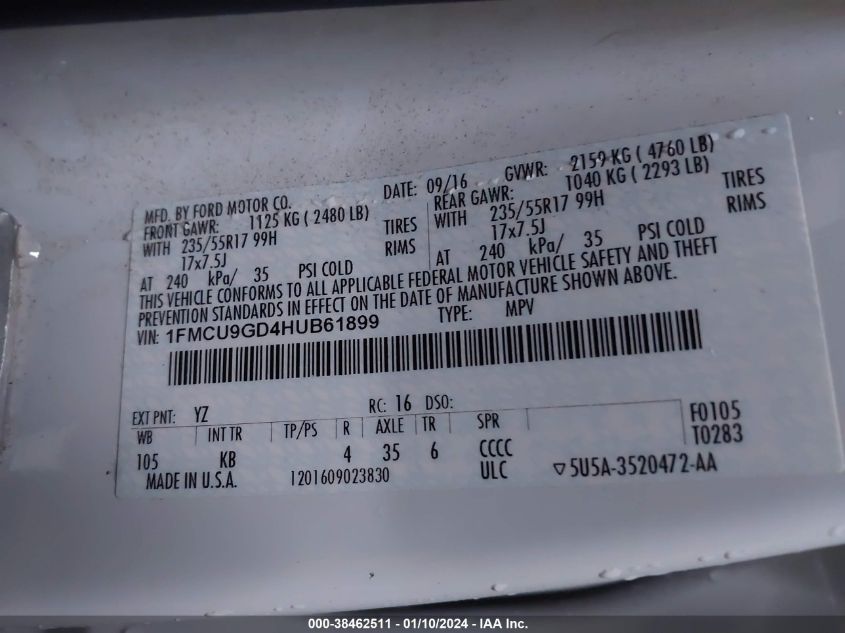 MFD. BY FORD MOTOR CO. DATE: 09/16 GVWR: 2159 KG ( 4760 LB)
FRONT GAWR: 1125 KG ( 2480 LB) REAR GAWR: 1040 KG ( 2293 LB)
WITH 235/55R17 99H TIRES WITH 235/55R17 99H TIRES
17x7.5J RIMS 17x7.5J RIMS
AT 240 kPa/ 35 PSI COLD AT 240 kPa/ 35 PSI COLD
THIS VEHICLE CONFORMS TO ALL APPLICABLE FEDERAL MOTOR VEHICLE SAFETY AND THEFT
PREVENTION STANDARDS IN EFFECT ON THE DATE OF MANUFACTURE SHOWN ABOVE.
VIN: 1FMCU9GD4HUB61899 TYPE: MPV
EXT PNT: YZ RC: 16 DSO: F0105
WB INT TR TP/PS R AXLE TR SPR T0283
105 KB 4 35 6 CCCC
MADE IN U.S.A. 1201609023830 ULC ▽5U5A-3520472-AA
000-38462511 - 01/10/2024 - IAA Inc.